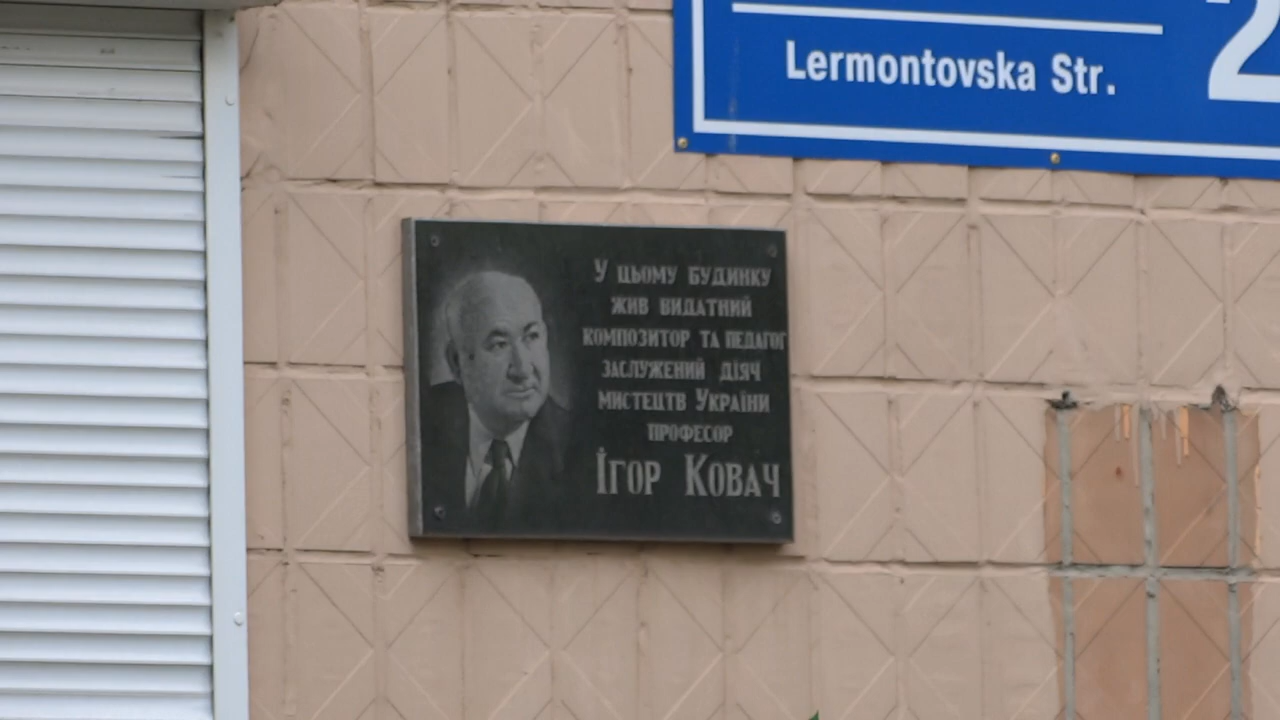 Lermontovska Str.
У цьому будинку
жив видатний
композитор та педагог
заслужений діяч
мистецтв України
професор
Ігор Ковач